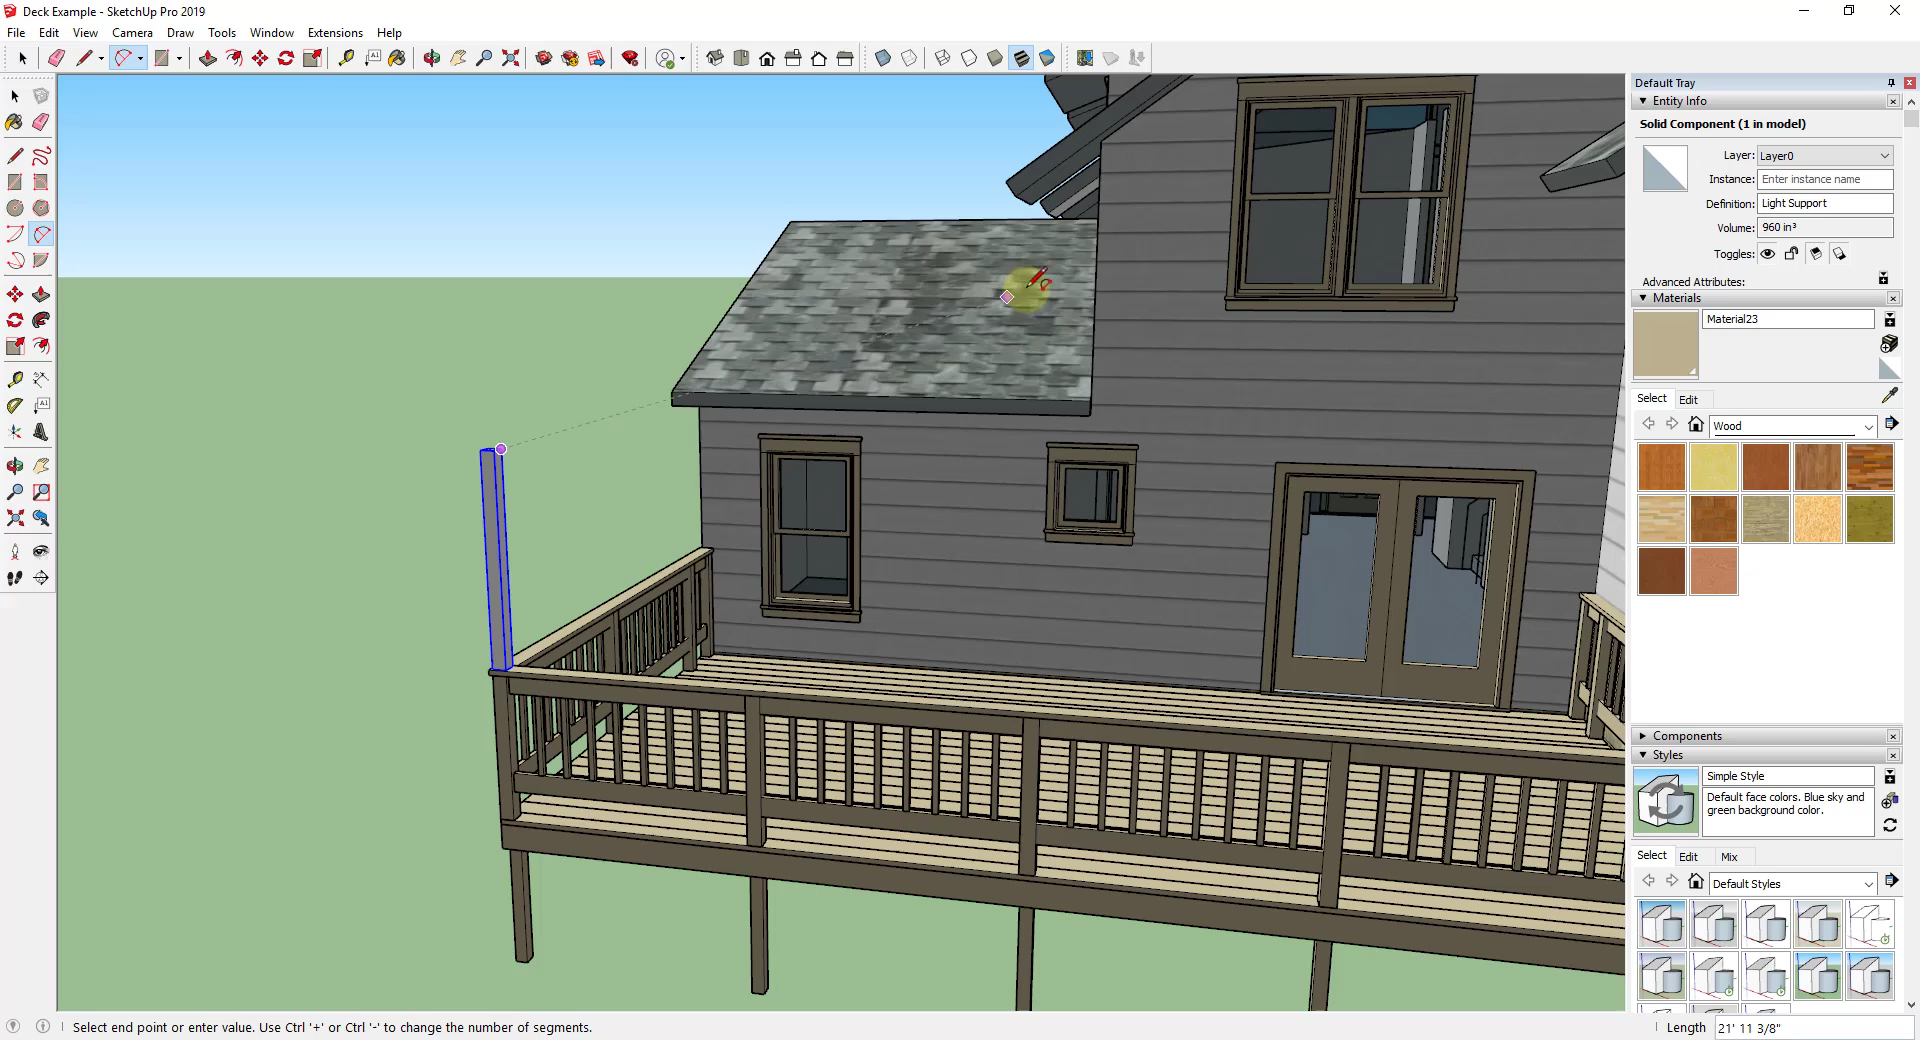 Deck Example - SketchUp Pro 2019
File Edit View Camera Draw Tools Window Extensions Help
Default Tray
Entity Info
Solid Component (1 in model)
Layer: Layer0
Instance: Enter instance name
Definition: Light Support
Volume: 960 in³
Toggles:
Advanced Attributes:
Materials
Material23
Select Edit
Wood
Components
Styles
Simple Style
Default face colors. Blue sky and
green background color.
Select Edit Mix
Default Styles
Select end point or enter value. Use Ctrl '+' or Ctrl '-' to change the number of segments.
Length 21' 11 3/8"